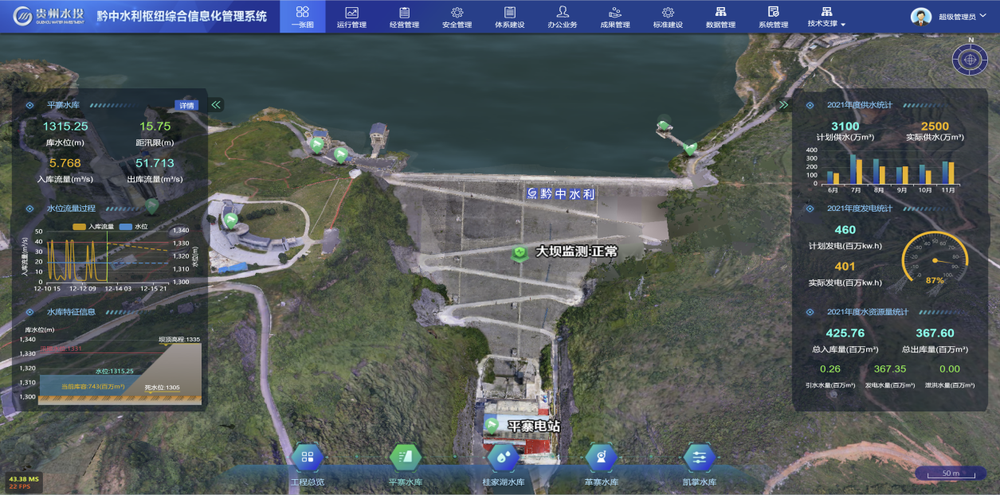 贵州水投
GUIZHOU WATER INVESTMENT
黔中水利枢纽综合信息化管理系统
一张图
运行管理
经营管理
安全管理
体系建设
办公业务
成果管理
标准建设
数据管理
系统管理
技术支撑
超级管理员
N
平寨水库
详情
1315.25
15.75
库水位(m)
距汛限(m)
5.768
51.713
入库流量(m³/s)
出库流量(m³/s)
水位流量过程
入库流量
水位
入库流量(m³/s)
水位(m)
50
40
30
20
10
0
1,340
1,330
1,320
1,310
1,300
12-10 15
12-12 09
12-14 03
12-15 21
水库特征信息
库水位(m)
1,340
1,330
1,320
1,310
1,300
坝顶高程:1335
水位:1315.25
当前库容:743(百万m³)
死水位:1305
黔中水利
大坝监测:正常
平寨电站
2021年度供水统计
3100
2500
计划供水(万m³)
实际供水(万m³)
400
300
200
100
0
6月
7月
8月
9月
10月
11月
2021年度发电统计
460
计划发电(百万kw.h)
401
实际发电(百万kw.h)
87%
2021年度水资源量统计
425.76
367.60
总入库量(百万m³)
总出库量(百万m³)
0.26
367.35
0.00
引水水量(百万m³)
发电水量(百万m³)
泄洪水量(百万m³)
工程总览
平寨水库
桂家湖水库
革寨水库
凯掌水库
43.38 MS
22 FPS
50 m